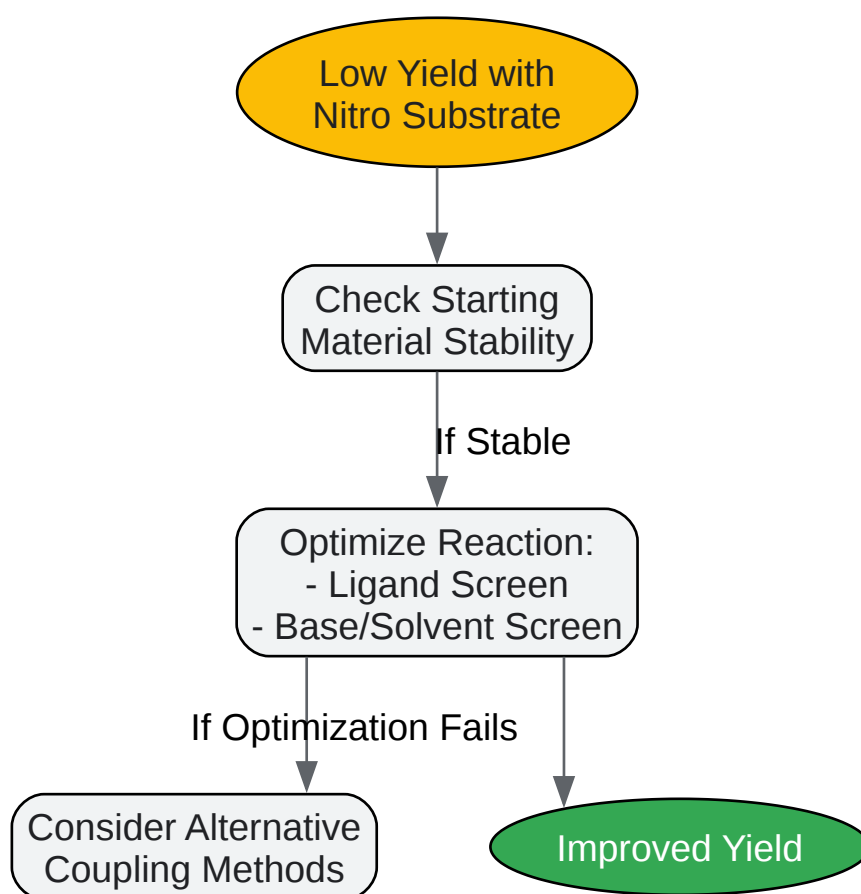 Low Yield with
Nitro Substrate
Check Starting
Material Stability
If Stable
Optimize Reaction:
- Ligand Screen
- Base/Solvent Screen
If Optimization Fails
Consider Alternative
Coupling Methods
Improved Yield